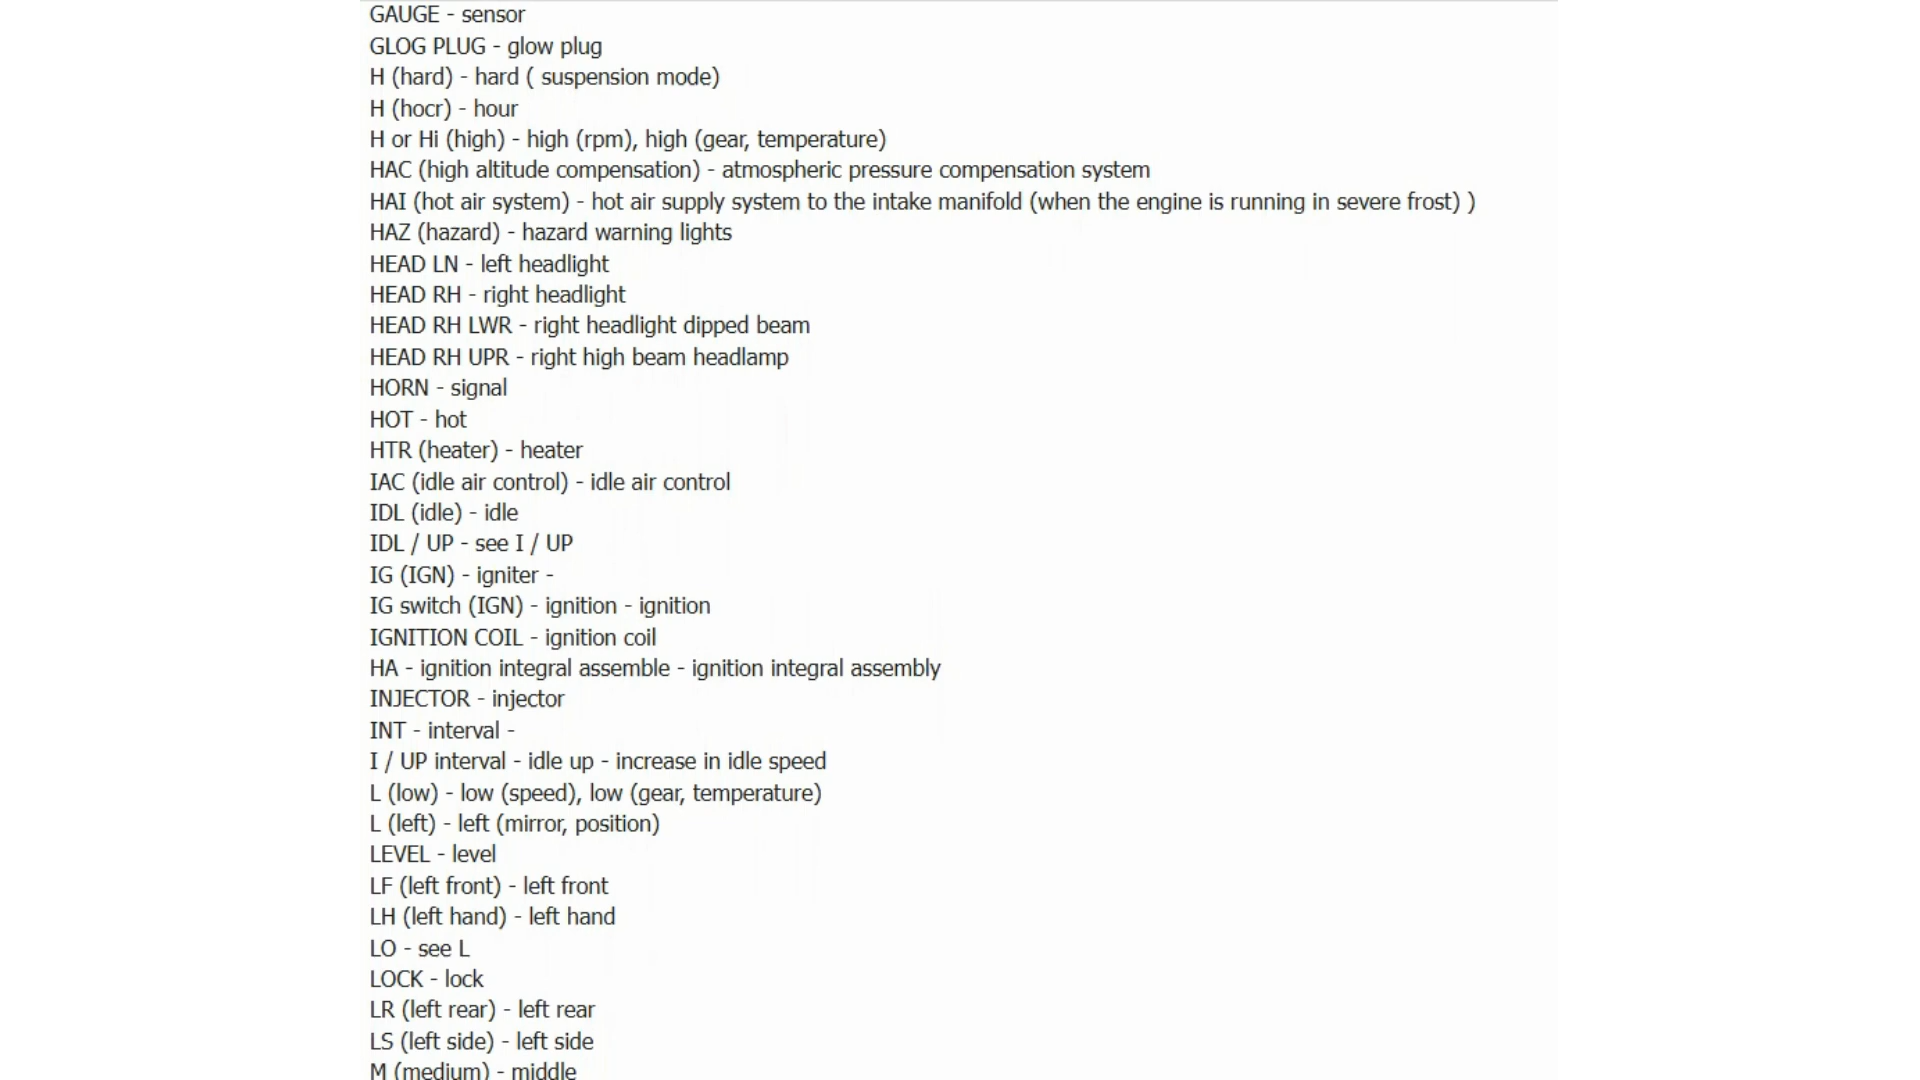 GAUGE - sensor
GLOG PLUG - glow plug
H (hard) - hard ( suspension mode)
H (hocr) - hour
H or Hi (high) - high (rpm), high (gear, temperature)
HAC (high altitude compensation) - atmospheric pressure compensation system
HAI (hot air system) - hot air supply system to the intake manifold (when the engine is running in severe frost) )
HAZ (hazard) - hazard warning lights
HEAD LN - left headlight
HEAD RH - right headlight
HEAD RH LWR - right headlight dipped beam
HEAD RH UPR - right high beam headlamp
HORN - signal
HOT - hot
HTR (heater) - heater
IAC (idle air control) - idle air control
IDL (idle) - idle
IDL / UP - see I / UP
IG (IGN) - igniter -
IG switch (IGN) - ignition - ignition
IGNITION COIL - ignition coil
HA - ignition integral assemble - ignition integral assembly
INJECTOR - injector
INT - interval -
I / UP interval - idle up - increase in idle speed
L (low) - low (speed), low (gear, temperature)
L (left) - left (mirror, position)
LEVEL - level
LF (left front) - left front
LH (left hand) - left hand
LO - see L
LOCK - lock
LR (left rear) - left rear
LS (left side) - left side
M (medium) - middle